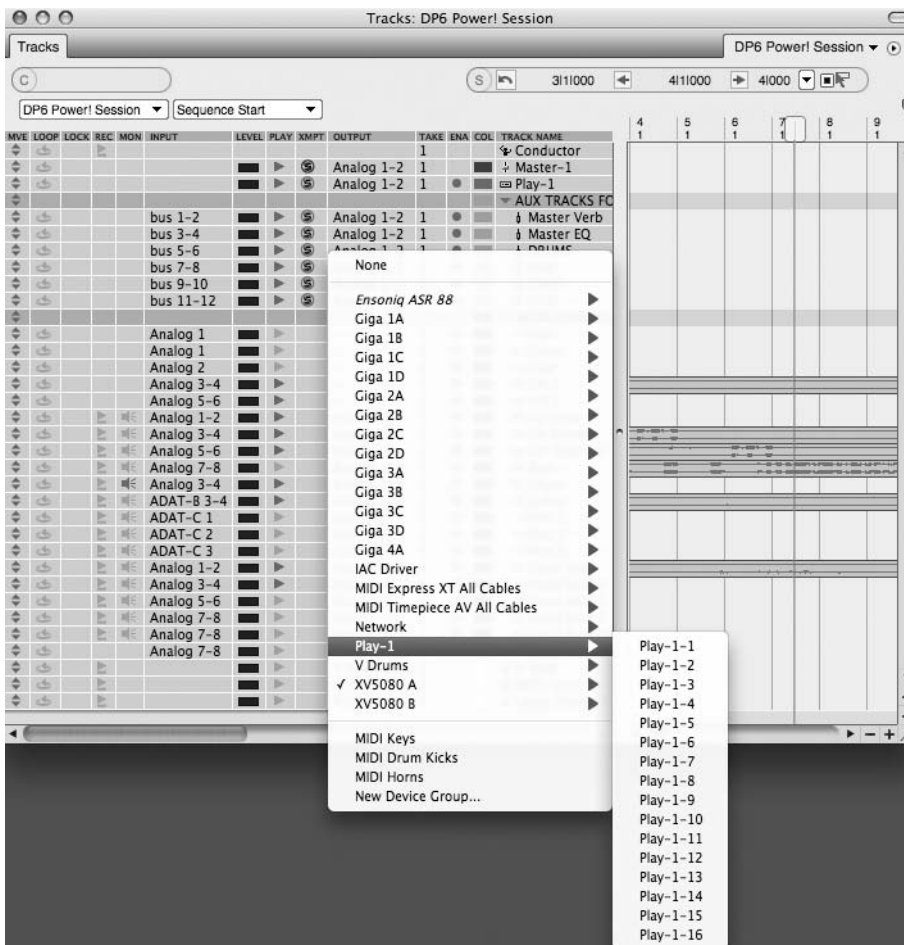 Tracks: DP6 Power! Session
Tracks
DP6 Power! Session
C
S
3|1|000
4|1|000
4|000
DP6 Power! Session
Sequence Start
4 5 6 7 8 9
1 1 1 1 1 1
MVE LOOP LOCK REC MON INPUT LEVEL PLAY XMPT OUTPUT TAKE ENA COL TRACK NAME
1 Conductor
Analog 1-2 1 Master-1
Analog 1-2 1 Play-1
AUX TRACKS FO
bus 1-2 Analog 1-2 1 Master Verb
bus 3-4 Analog 1-2 1 Master EQ
bus 5-6 Analog 1-2 1 DRUMS
bus 7-8
bus 9-10
bus 11-12
Analog 1
Analog 1
Analog 2
Analog 3-4
Analog 5-6
Analog 1-2
Analog 3-4
Analog 5-6
Analog 7-8
Analog 3-4
ADAT-B 3-4
ADAT-C 1
ADAT-C 2
ADAT-C 3
Analog 1-2
Analog 3-4
Analog 5-6
Analog 7-8
Analog 7-8
Analog 7-8
None
Ensoniq ASR 88
Giga 1A
Giga 1B
Giga 1C
Giga 1D
Giga 2A
Giga 2B
Giga 2C
Giga 2D
Giga 3A
Giga 3B
Giga 3C
Giga 3D
Giga 4A
IAC Driver
MIDI Express XT All Cables
MIDI Timepiece AV All Cables
Network
Play-1
V Drums
✓ XV5080 A
XV5080 B
MIDI Keys
MIDI Drum Kicks
MIDI Horns
New Device Group...
Play-1-1
Play-1-2
Play-1-3
Play-1-4
Play-1-5
Play-1-6
Play-1-7
Play-1-8
Play-1-9
Play-1-10
Play-1-11
Play-1-12
Play-1-13
Play-1-14
Play-1-15
Play-1-16